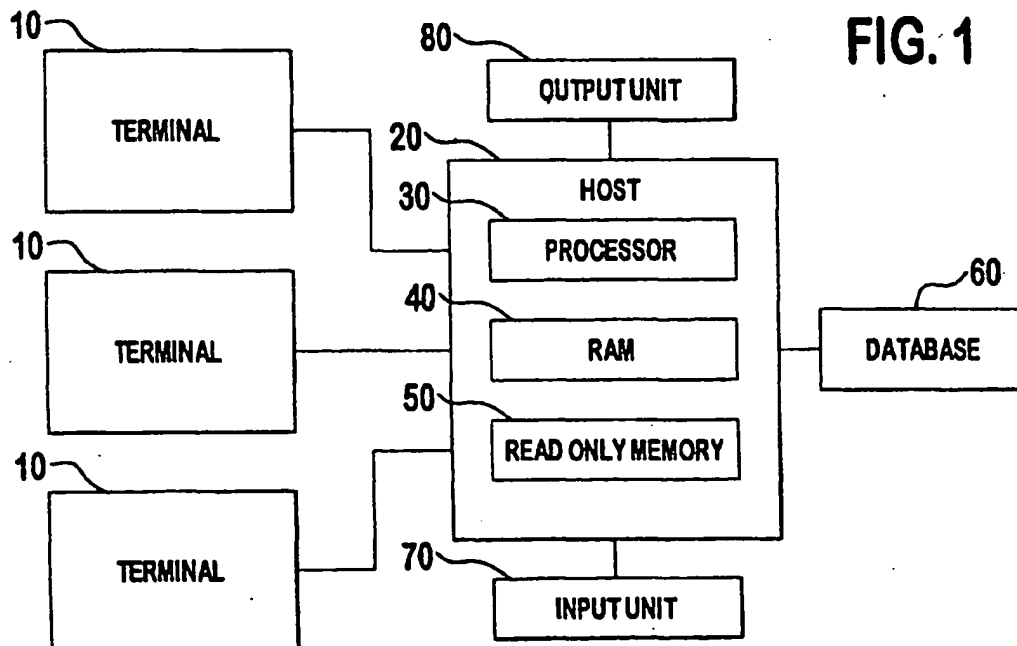 FIG. 1
10
TERMINAL
10
TERMINAL
10
TERMINAL
80
OUTPUT UNIT
20
HOST
30
PROCESSOR
40
RAM
50
READ ONLY MEMORY
60
DATABASE
70
INPUT UNIT